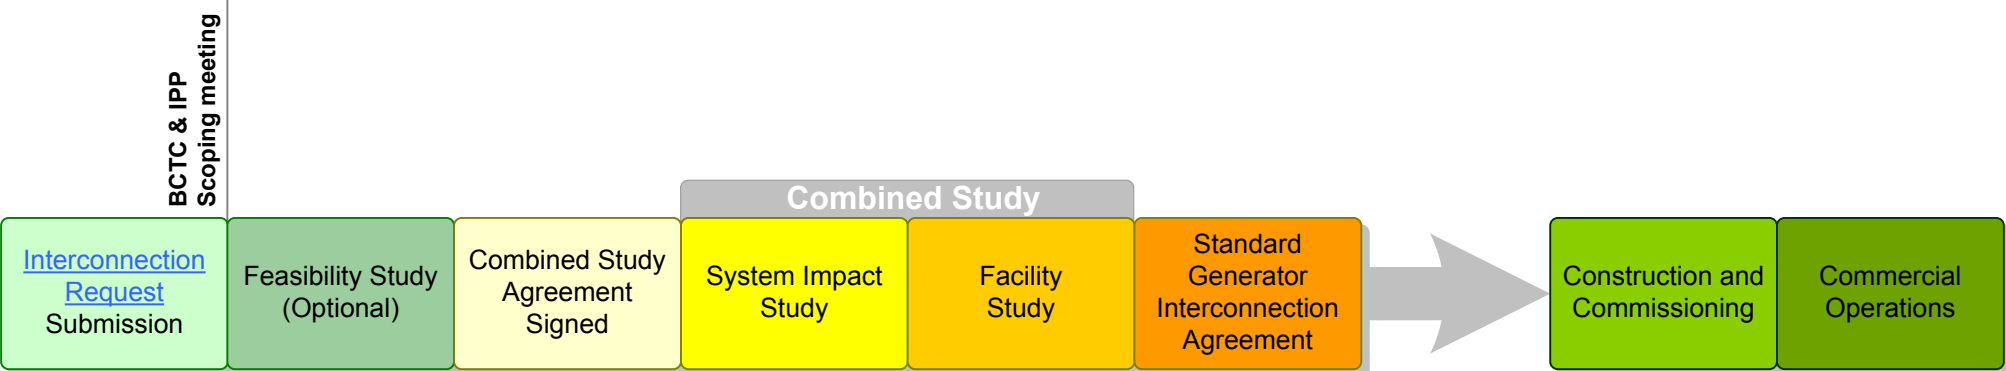 BCTC & IPP
Scoping meeting
Combined Study
Interconnection
Request
Submission
Feasibility Study
(Optional)
Combined Study
Agreement
Signed
System Impact
Study
Facility
Study
Standard
Generator
Interconnection
Agreement
Construction and
Commissioning
Commercial
Operations